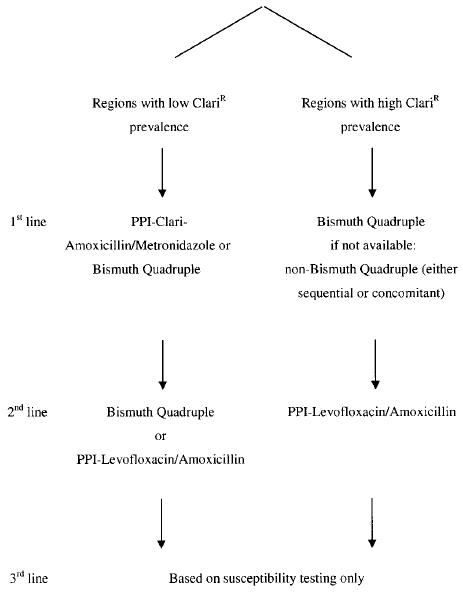 Regions with low Clari^R
prevalence
Regions with high Clari^R
prevalence
1st line
PPI-Clari-
Amoxicillin/Metronidazole or
Bismuth Quadruple
Bismuth Quadruple
if not available:
non-Bismuth Quadruple (either
sequential or concomitant)
2nd line
Bismuth Quadruple
or
PPI-Levofloxacin/Amoxicillin
PPI-Levofloxacin/Amoxicillin
3rd line
Based on susceptibility testing only